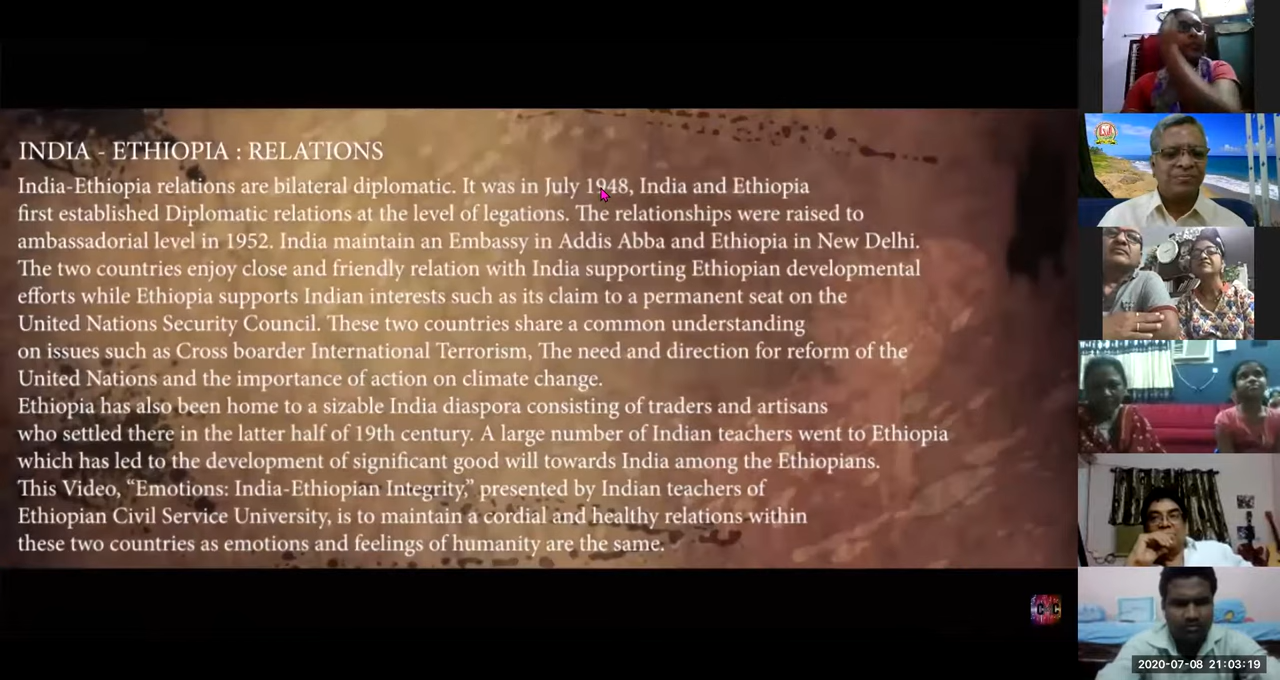 INDIA - ETHIOPIA : RELATIONS
India-Ethiopia relations are bilateral diplomatic. It was in July 1948, India and Ethiopia
first established Diplomatic relations at the level of legations. The relationships were raised to
ambassadorial level in 1952. India maintain an Embassy in Addis Abba and Ethiopia in New Delhi.
The two countries enjoy close and friendly relation with India supporting Ethiopian developmental
efforts while Ethiopia supports Indian interests such as its claim to a permanent seat on the
United Nations Security Council. These two countries share a common understanding
on issues such as Cross boarder International Terrorism, The need and direction for reform of the
United Nations and the importance of action on climate change.
Ethiopia has also been home to a sizable India diaspora consisting of traders and artisans
who settled there in the latter half of 19th century. A large number of Indian teachers went to Ethiopia
which has led to the development of significant good will towards India among the Ethiopians.
This Video, “Emotions: India-Ethiopian Integrity,” presented by Indian teachers of
Ethiopian Civil Service University, is to maintain a cordial and healthy relations within
these two countries as emotions and feelings of humanity are the same.
2020-07-08 21:03:19